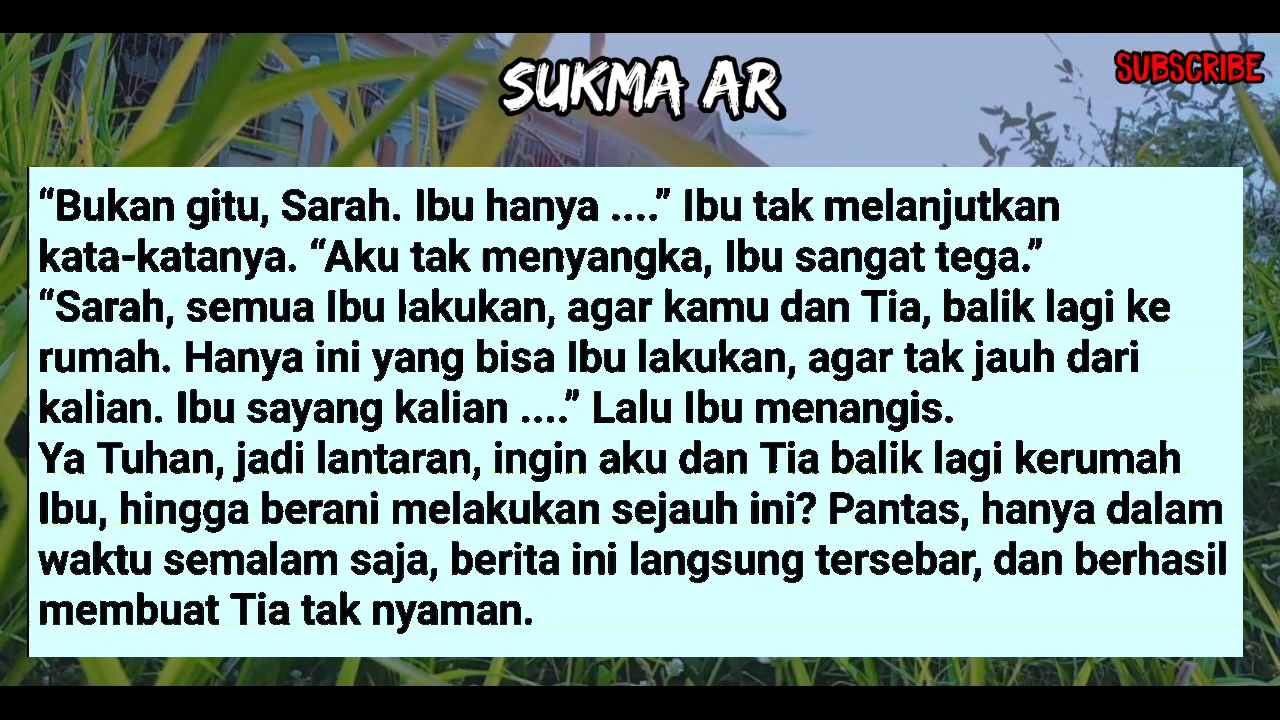 SUKMA AR
SUBSCRIBE
“Bukan gitu, Sarah. Ibu hanya ....” Ibu tak melanjutkan
kata-katanya. “Aku tak menyangka, Ibu sangat tega.”
“Sarah, semua Ibu lakukan, agar kamu dan Tia, balik lagi ke
rumah. Hanya ini yang bisa Ibu lakukan, agar tak jauh dari
kalian. Ibu sayang kalian ....” Lalu Ibu menangis.
Ya Tuhan, jadi lantaran, ingin aku dan Tia balik lagi kerumah
Ibu, hingga berani melakukan sejauh ini? Pantas, hanya dalam
waktu semalam saja, berita ini langsung tersebar, dan berhasil
membuat Tia tak nyaman.